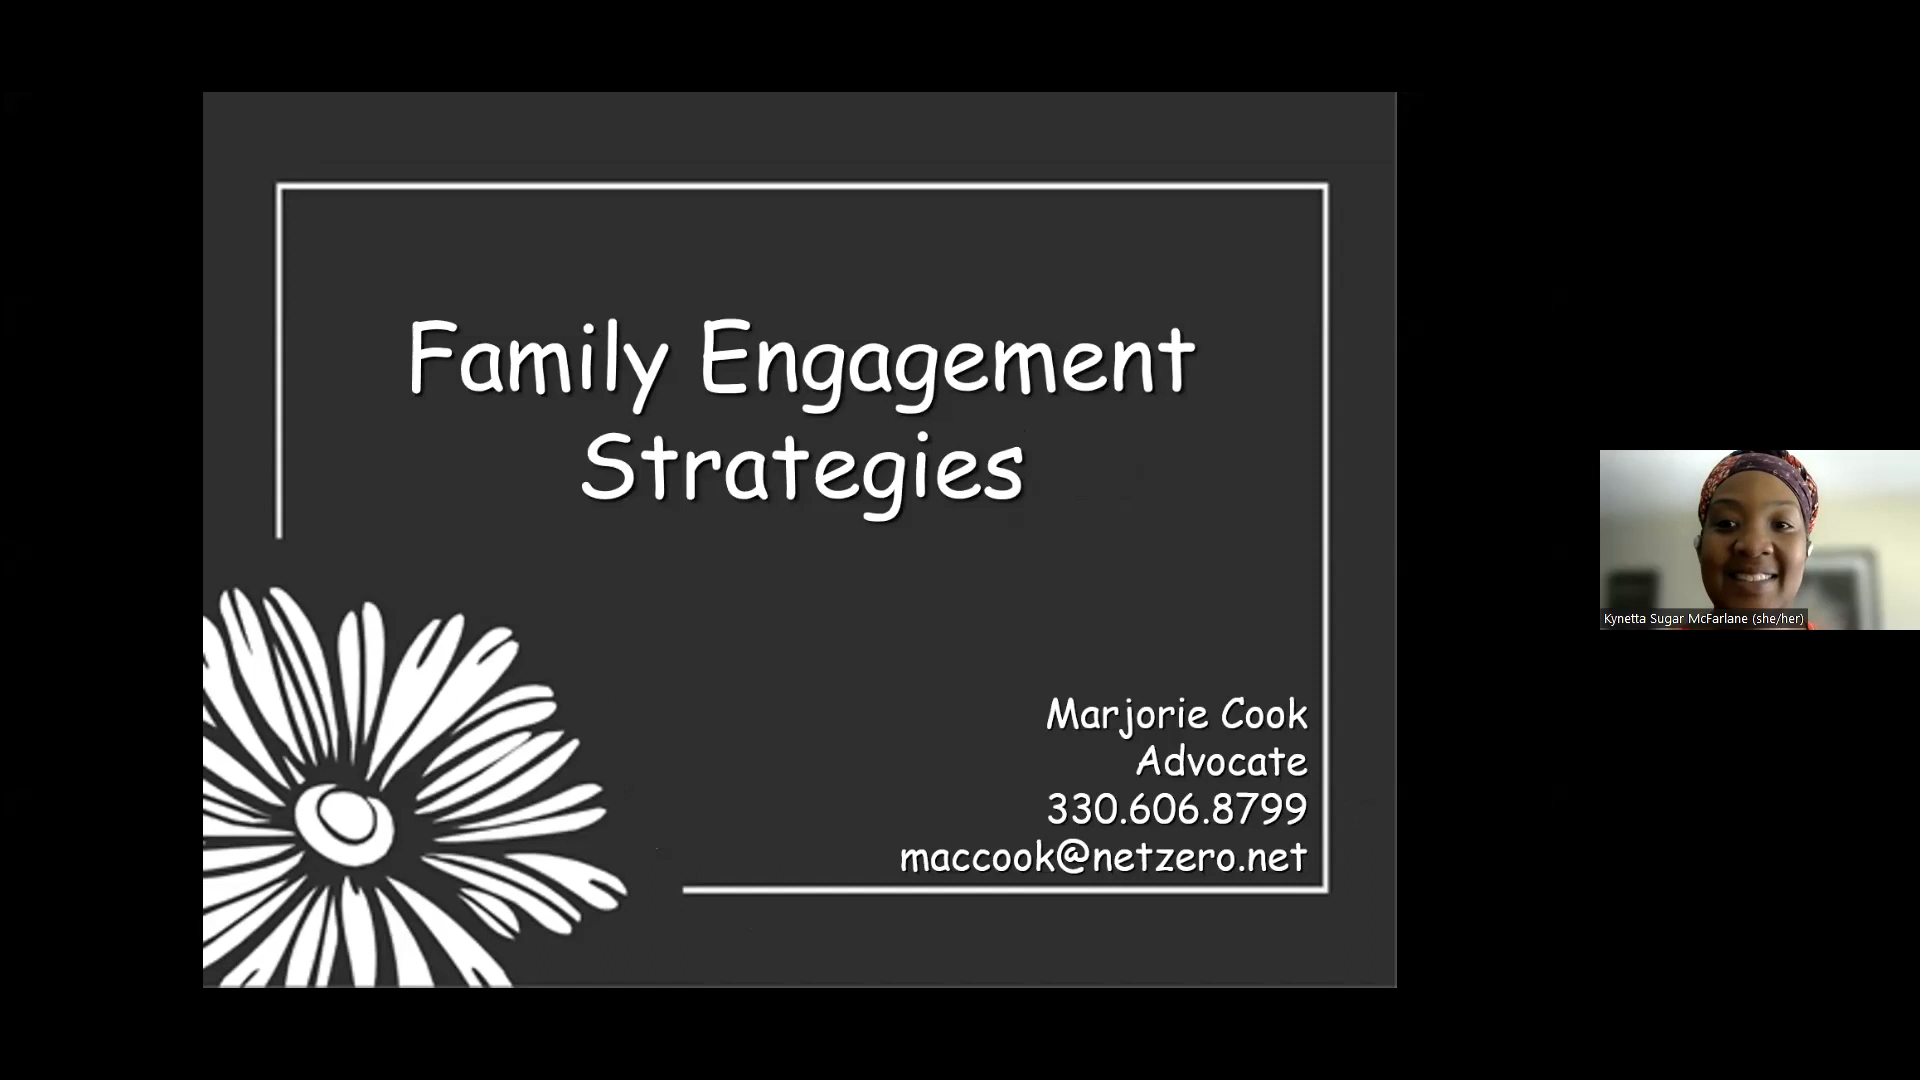 Family Engagement
Strategies
Marjorie Cook
Advocate
330.606.8799
maccook@netzero.net
Kynetta Sugar McFarlane (she/her)